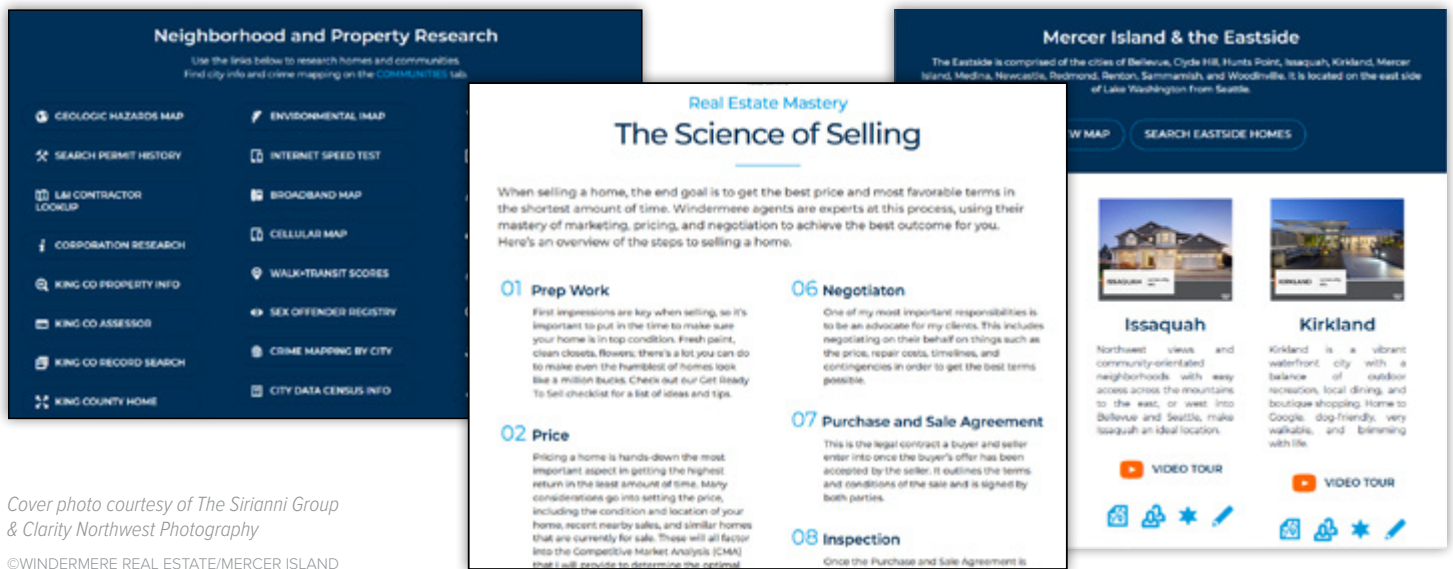 Neighborhood and Property Research
Use the links below to research homes and communities.
Find city info and crime mapping on the COMMUNITIES tab.
GEOLOGIC HAZARDS MAP
SEARCH PERMIT HISTORY
L&I CONTRACTOR
LOOKUP
CORPORATION RESEARCH
KING CO PROPERTY INFO
KING CO ASSESSOR
KING CO RECORD SEARCH
KING COUNTY HOME
ENVIRONMENTAL IMAP
INTERNET SPEED TEST
BROADBAND MAP
CELLULAR MAP
WALK+TRANSIT SCORES
SEX OFFENDER REGISTRY
CRIME MAPPING BY CITY
CITY DATA CENSUS INFO
Real Estate Mastery
The Science of Selling
When selling a home, the end goal is to get the best price and most favorable terms in
the shortest amount of time. Windermere agents are experts at this process, using their
mastery of marketing, pricing, and negotiation to achieve the best outcome for you.
Here's an overview of the steps to selling a home.
01 Prep Work
First impressions are key when selling, so it's
important to put in the time to make sure
your home is in top condition. Fresh paint,
clean closets, flowers; there's a lot you can do
to make even the humblest of homes look
like a million bucks. Check out our Get Ready
To Sell checklist for a list of ideas and tips.
02 Price
Pricing a home is hands-down the most
important aspect in getting the highest
return in the least amount of time. Many
considerations go into setting the price,
including the condition and location of your
home, recent nearby sales, and similar homes
that are currently for sale. These will all factor
into the Competitive Market Analysis (CMA)
that I will provide to determine the optimal
06 Negotiaton
One of my most important responsibilities is
to be an advocate for my clients. This includes
negotiating on their behalf on things such as
the price, repair costs, timelines, and
contingencies in order to get the best terms
possible.
07 Purchase and Sale Agreement
This is the legal contract a buyer and seller
enter into once the buyer's offer has been
accepted by the seller. It outlines the terms
and conditions of the sale and is signed by
both parties.
08 Inspection
Once the Purchase and Sale Agreement is
Mercer Island & the Eastside
The Eastside is comprised of the cities of Bellevue, Clyde Hill, Hunts Point, Issaquah, Kirkland, Mercer
Island, Medina, Newcastle, Redmond, Renton, Sammamish, and Woodinville. It is located on the east side
of Lake Washington from Seattle.
W MAP
SEARCH EASTSIDE HOMES
ISSAQUAH
KIRKLAND
Issaquah
Northwest views and
community-orientated
neighborhoods with easy
access across the mountains
to the east, or west into
Bellevue and Seattle, make
Issaquah an ideal location.
VIDEO TOUR
Kirkland
Kirkland is a vibrant
waterfront city with a
balance of outdoor
recreation, local dining, and
boutique shopping. Home to
Google, dog-friendly, very
walkable, and brimming
with life.
VIDEO TOUR
Cover photo courtesy of The Sirianni Group
& Clarity Northwest Photography
©WINDERMERE REAL ESTATE/MERCER ISLAND